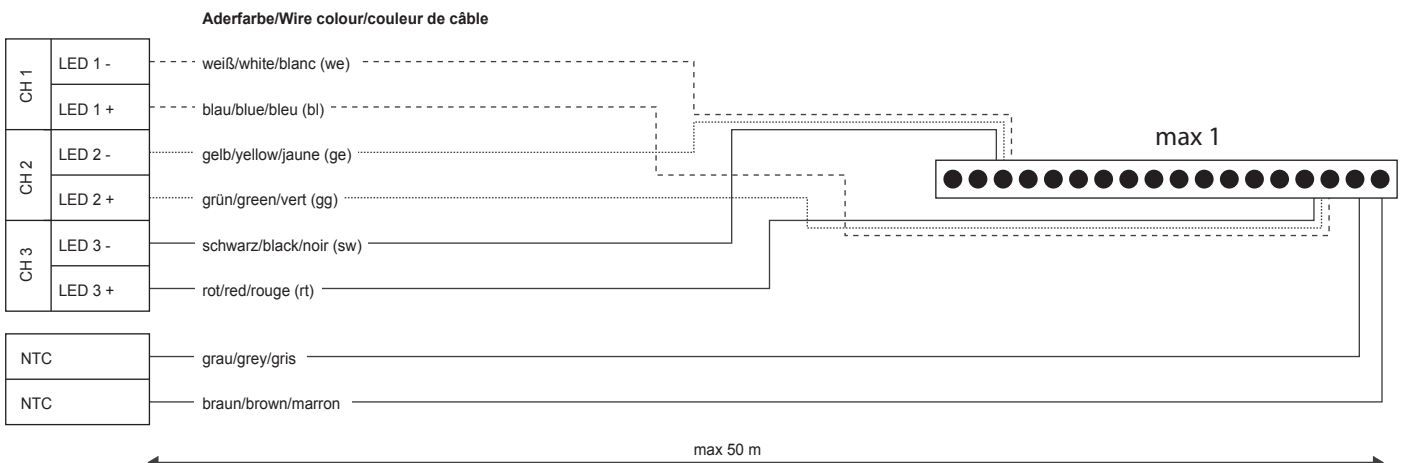 Aderfarbe/Wire colour/couleur de câble
CH 1
LED 1 -
weiß/white/blanc (we)
LED 1 +
blau/blue/bleu (bl)
CH 2
LED 2 -
gelb/yellow/jaune (ge)
LED 2 +
grün/green/vert (gg)
CH 3
LED 3 -
schwarz/black/noir (sw)
LED 3 +
rot/red/rouge (rt)
max 1
NTC
grau/grey/gris
NTC
braun/brown/marron
max 50 m